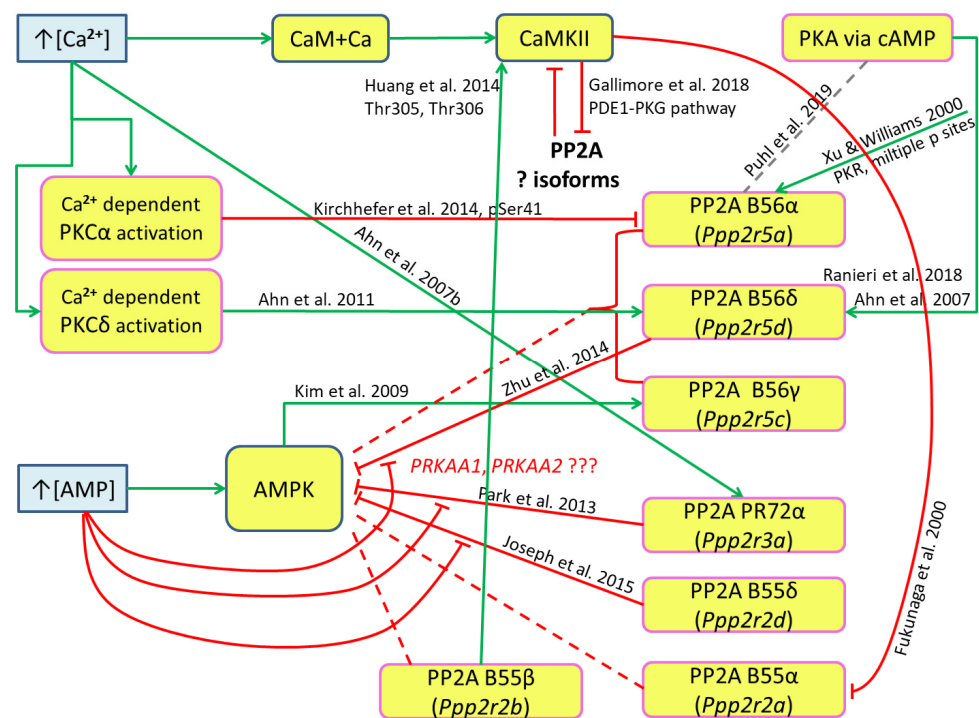 ↑[Ca²⁺]
CaM+Ca
CaMKII
PKA via cAMP
Huang et al. 2014
Thr305, Thr306
Gallimore et al. 2018
PDE1-PKG pathway
Puhl et al. 2019
Xu & Williams 2000
PKR, miltiple p sites
PP2A
? isoforms
Ca²⁺ dependent
PKCα activation
Kirchhefer et al. 2014, pSer41
PP2A B56α
(Ppp2r5a)
Ahn et al. 2007b
Ca²⁺ dependent
PKCδ activation
Ahn et al. 2011
PP2A B56δ
(Ppp2r5d)
Ranieri et al. 2018
Ahn et al. 2007
Zhu et al. 2014
Kim et al. 2009
PP2A B56γ
(Ppp2r5c)
↑[AMP]
AMPK
PRKAA1, PRKAA2 ???
Park et al. 2013
PP2A PR72α
(Ppp2r3a)
Joseph et al. 2015
PP2A B55δ
(Ppp2r2d)
Fukunaga et al. 2000
PP2A B55β
(Ppp2r2b)
PP2A B55α
(Ppp2r2a)